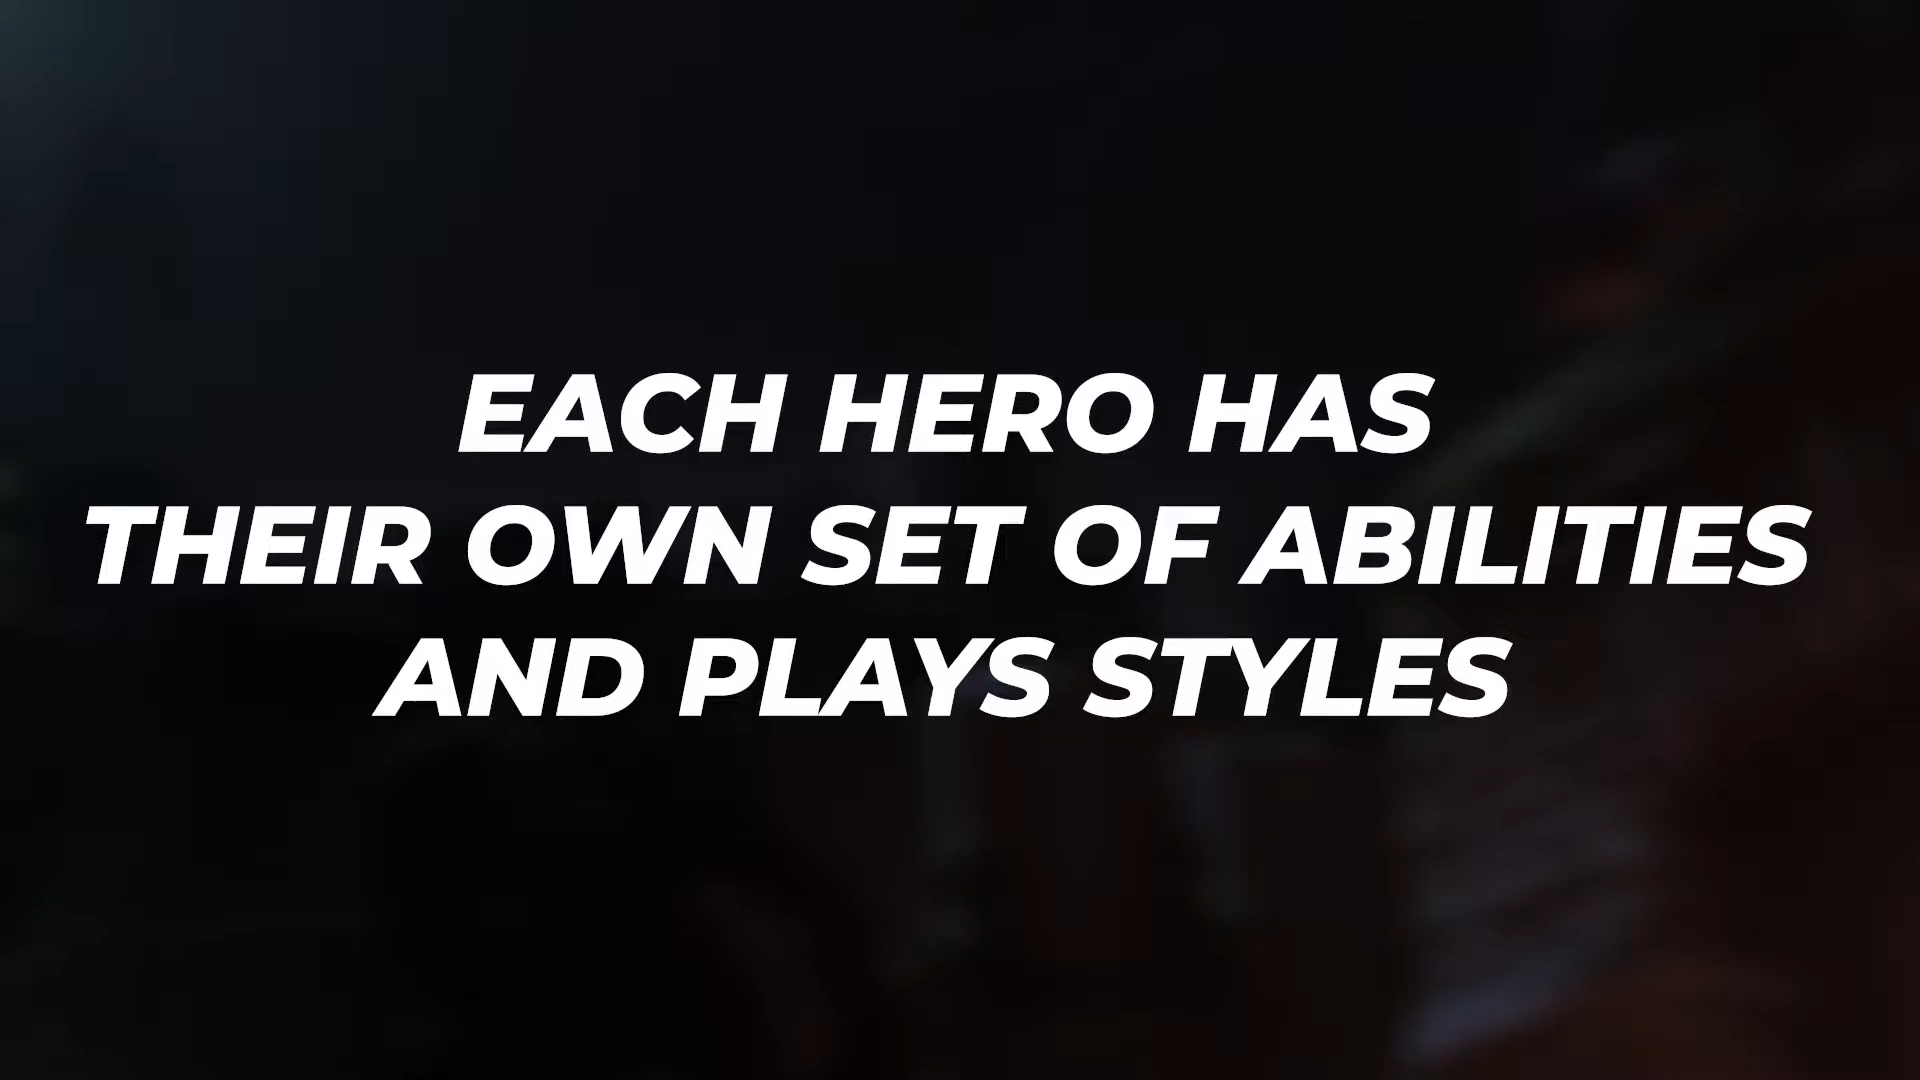 EACH HERO HAS
THEIR OWN SET OF ABILITIES
AND PLAYS STYLES